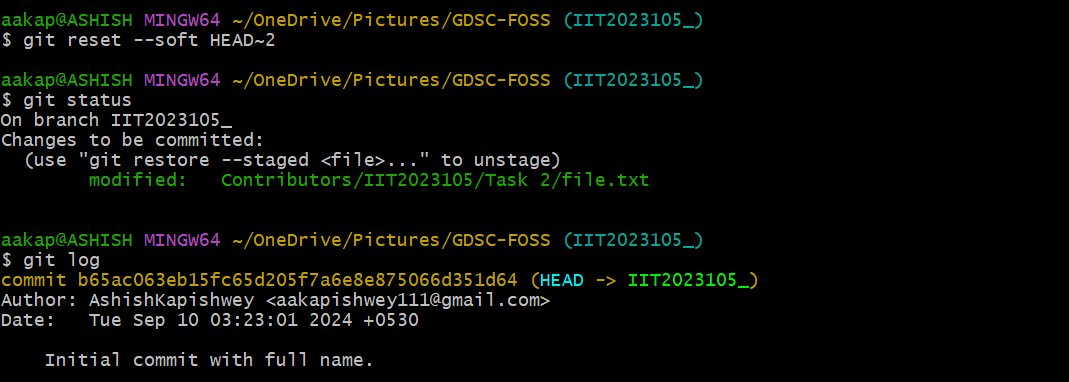 aakap@ASHISH MINGW64 ~/OneDrive/Pictures/GDSC-FOSS (IIT2023105_)
$ git reset --soft HEAD~2
aakap@ASHISH MINGW64 ~/OneDrive/Pictures/GDSC-FOSS (IIT2023105_)
$ git status
On branch IIT2023105_
Changes to be committed:
  (use "git restore --staged <file>..." to unstage)
        modified:   Contributors/IIT2023105/Task 2/file.txt
aakap@ASHISH MINGW64 ~/OneDrive/Pictures/GDSC-FOSS (IIT2023105_)
$ git log
commit b65ac063eb15fc65d205f7a6e8e875066d351d64 (HEAD -> IIT2023105_)
Author: AshishKapishwey <aakapishwey111@gmail.com>
Date:   Tue Sep 10 03:23:01 2024 +0530
    Initial commit with full name.